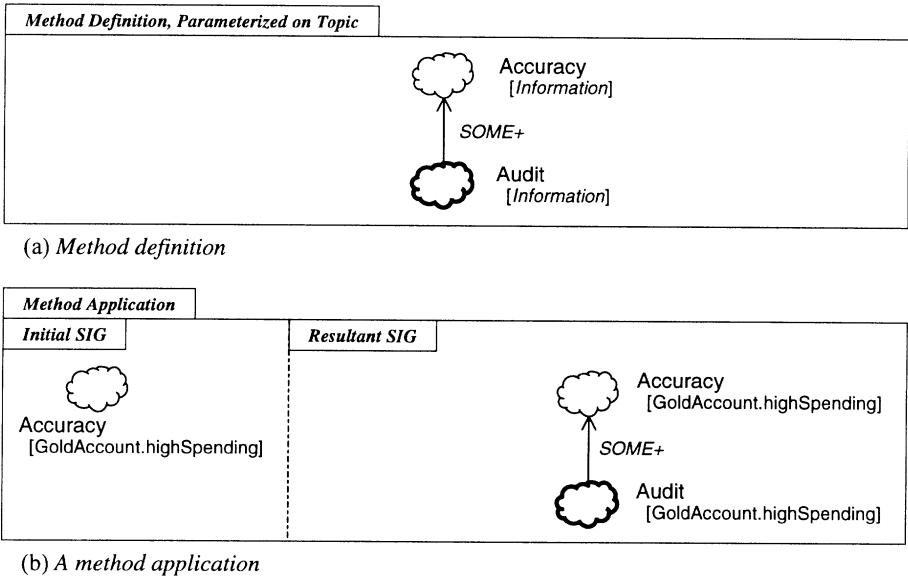 Method Definition, Parameterized on Topic
Accuracy
[Information]
SOME+
Audit
[Information]
(a) Method definition
Method Application
Initial SIG
Accuracy
[GoldAccount.highSpending]
Resultant SIG
Accuracy
[GoldAccount.highSpending]
SOME+
Audit
[GoldAccount.highSpending]
(b) A method application